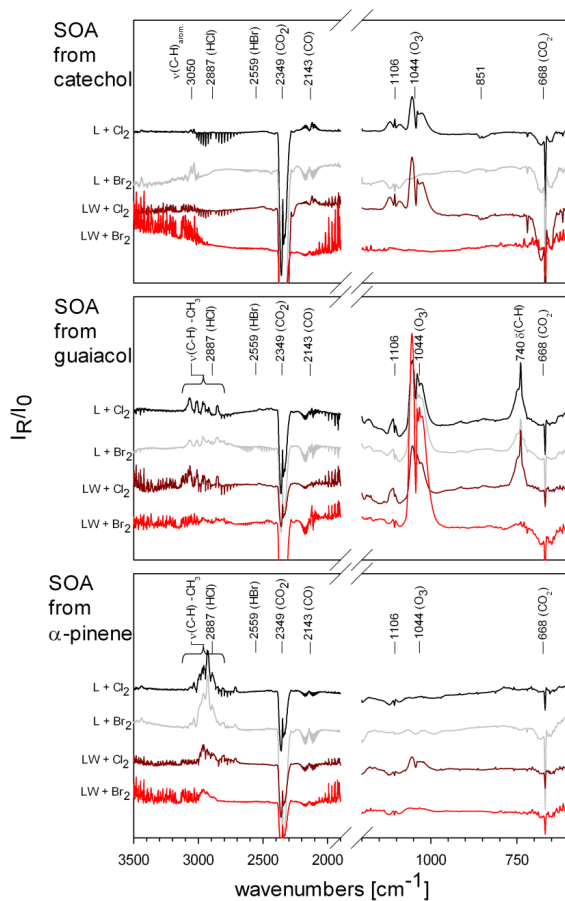 SOA
from
catechol
ν(C-H)arom.
3050
2887 (HCl)
2559 (HBr)
2349 (CO2)
2143 (CO)
1106
1044 (O3)
851
668 (CO2)
L + Cl2
L + Br2
LW + Cl2
LW + Br2
SOA
from
guaiacol
ν(C-H) -CH3
2887 (HCl)
2559 (HBr)
2349 (CO2)
2143 (CO)
1106
1044 (O3)
740 δ(C-H)
668 (CO2)
L + Cl2
L + Br2
LW + Cl2
LW + Br2
IR/I0
SOA
from
α-pinene
ν(C-H) -CH3
2887 (HCl)
2559 (HBr)
2349 (CO2)
2143 (CO)
1106
1044 (O3)
668 (CO2)
L + Cl2
L + Br2
LW + Cl2
LW + Br2
3500 3000 2500 2000 1000 750
wavenumbers [cm-1]